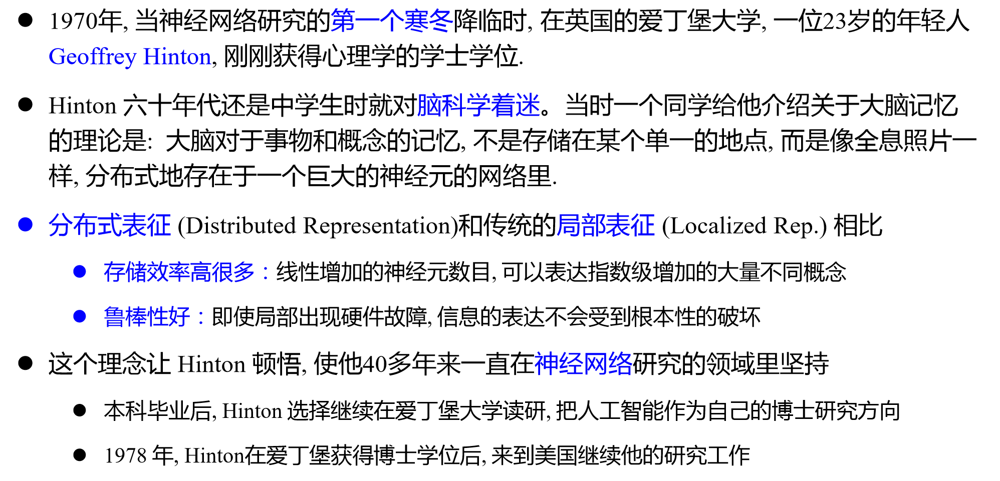 ● 1970年, 当神经网络研究的第一个寒冬降临时, 在英国的爱丁堡大学, 一位23岁的年轻人
Geoffrey Hinton, 刚刚获得心理学的学士学位.
● Hinton 六十年代还是中学生时就对脑科学着迷。当时一个同学给他介绍关于大脑记忆
的理论是: 大脑对于事物和概念的记忆, 不是存储在某个单一的地点, 而是像全息照片一
样, 分布式地存在于一个巨大的神经元的网络里.
● 分布式表征 (Distributed Representation)和传统的局部表征 (Localized Rep.) 相比
● 存储效率高很多：线性增加的神经元数目, 可以表达指数级增加的大量不同概念
● 鲁棒性好：即使局部出现硬件故障, 信息的表达不会受到根本性的破坏
● 这个理念让 Hinton 顿悟, 使他40多年来一直在神经网络研究的领域里坚持
● 本科毕业后, Hinton 选择继续在爱丁堡大学读研, 把人工智能作为自己的博士研究方向
● 1978 年, Hinton在爱丁堡获得博士学位后, 来到美国继续他的研究工作